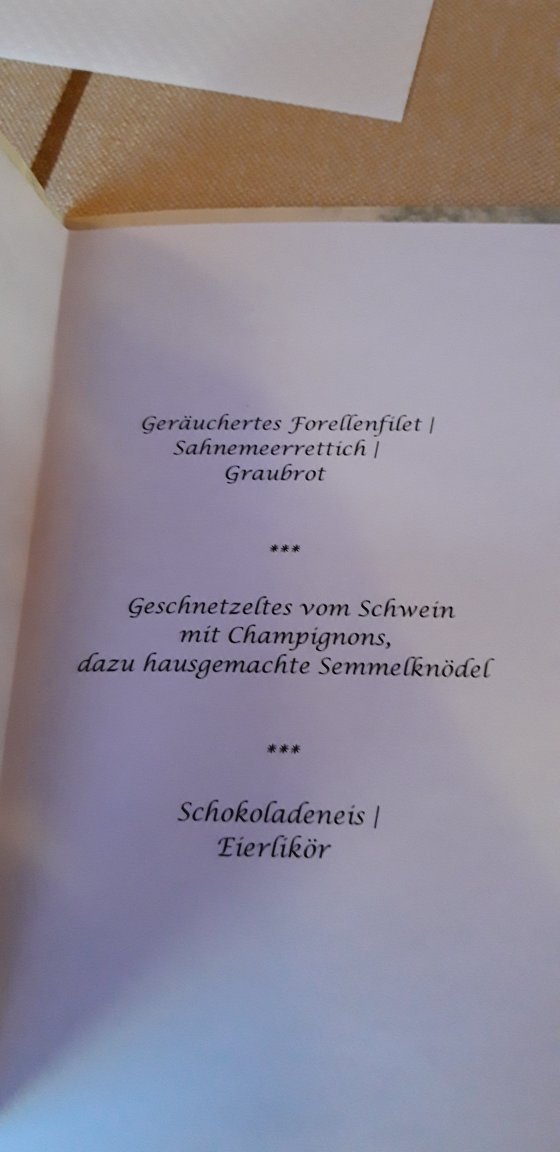 Geräuchertes Forellenfilet |
Sahnemeerrettich |
Graubrot
***
Geschnetzeltes vom Schwein
mit Champignons,
dazu hausgemachte Semmelknödel
***
Schokoladeneis |
Eierlikör